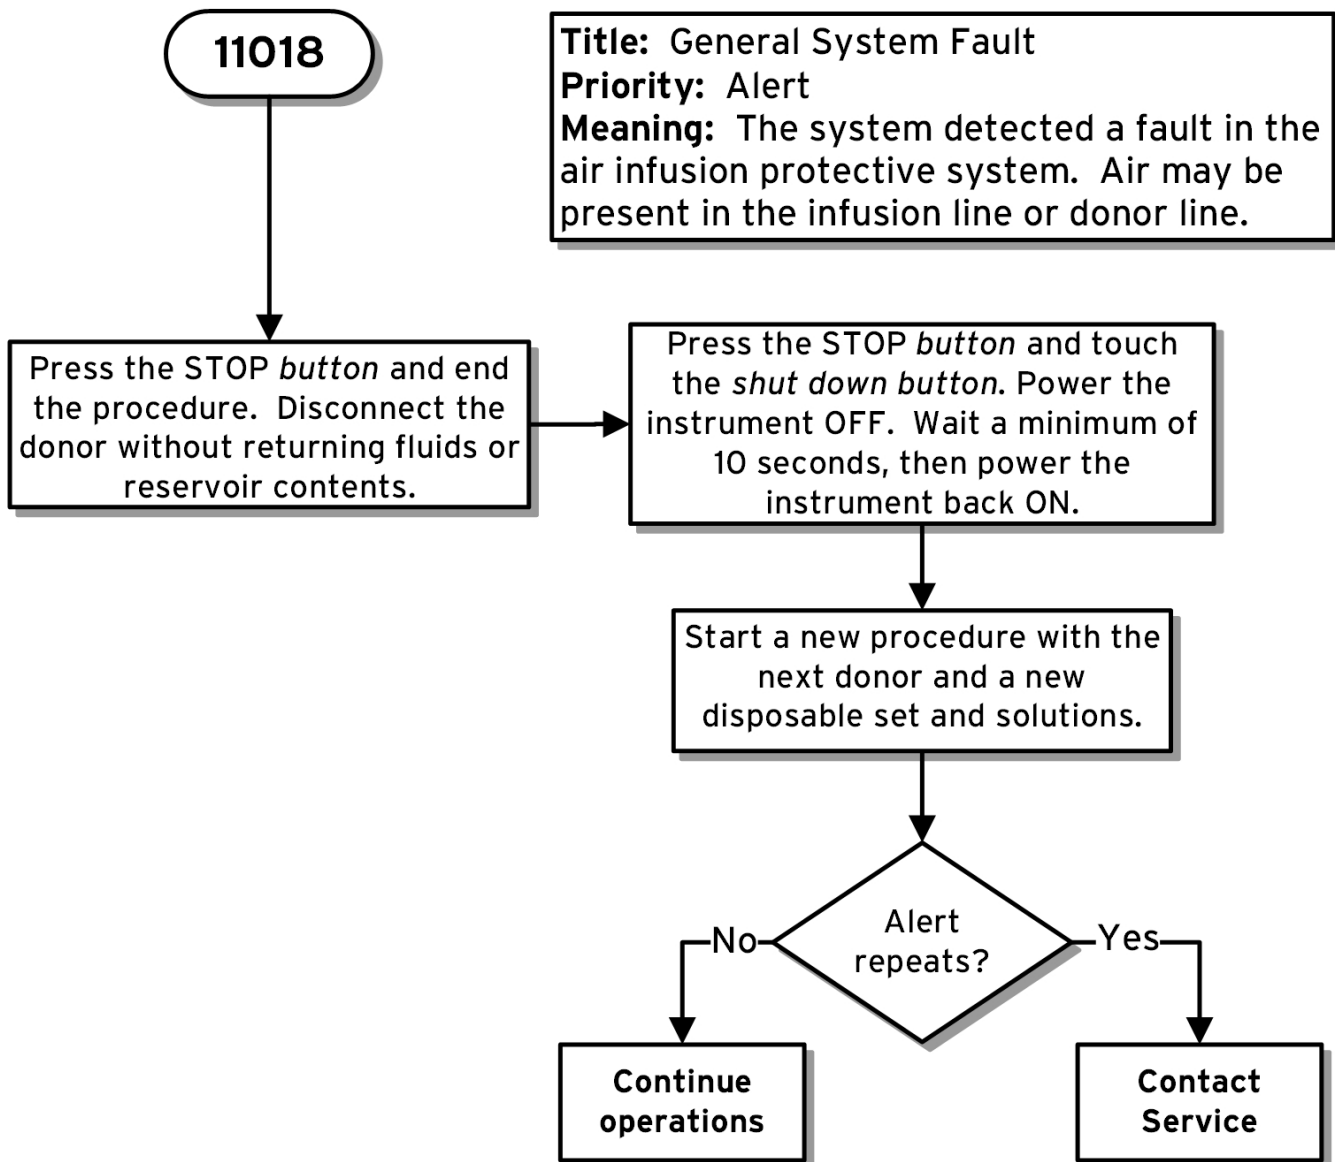 11018
Title: General System Fault
Priority: Alert
Meaning: The system detected a fault in the
air infusion protective system. Air may be
present in the infusion line or donor line.
Press the STOP button and end
the procedure. Disconnect the
donor without returning fluids or
reservoir contents.
Press the STOP button and touch
the shut down button. Power the
instrument OFF. Wait a minimum of
10 seconds, then power the
instrument back ON.
Start a new procedure with the
next donor and a new
disposable set and solutions.
Alert
repeats?
No
Yes
Continue
operations
Contact
Service